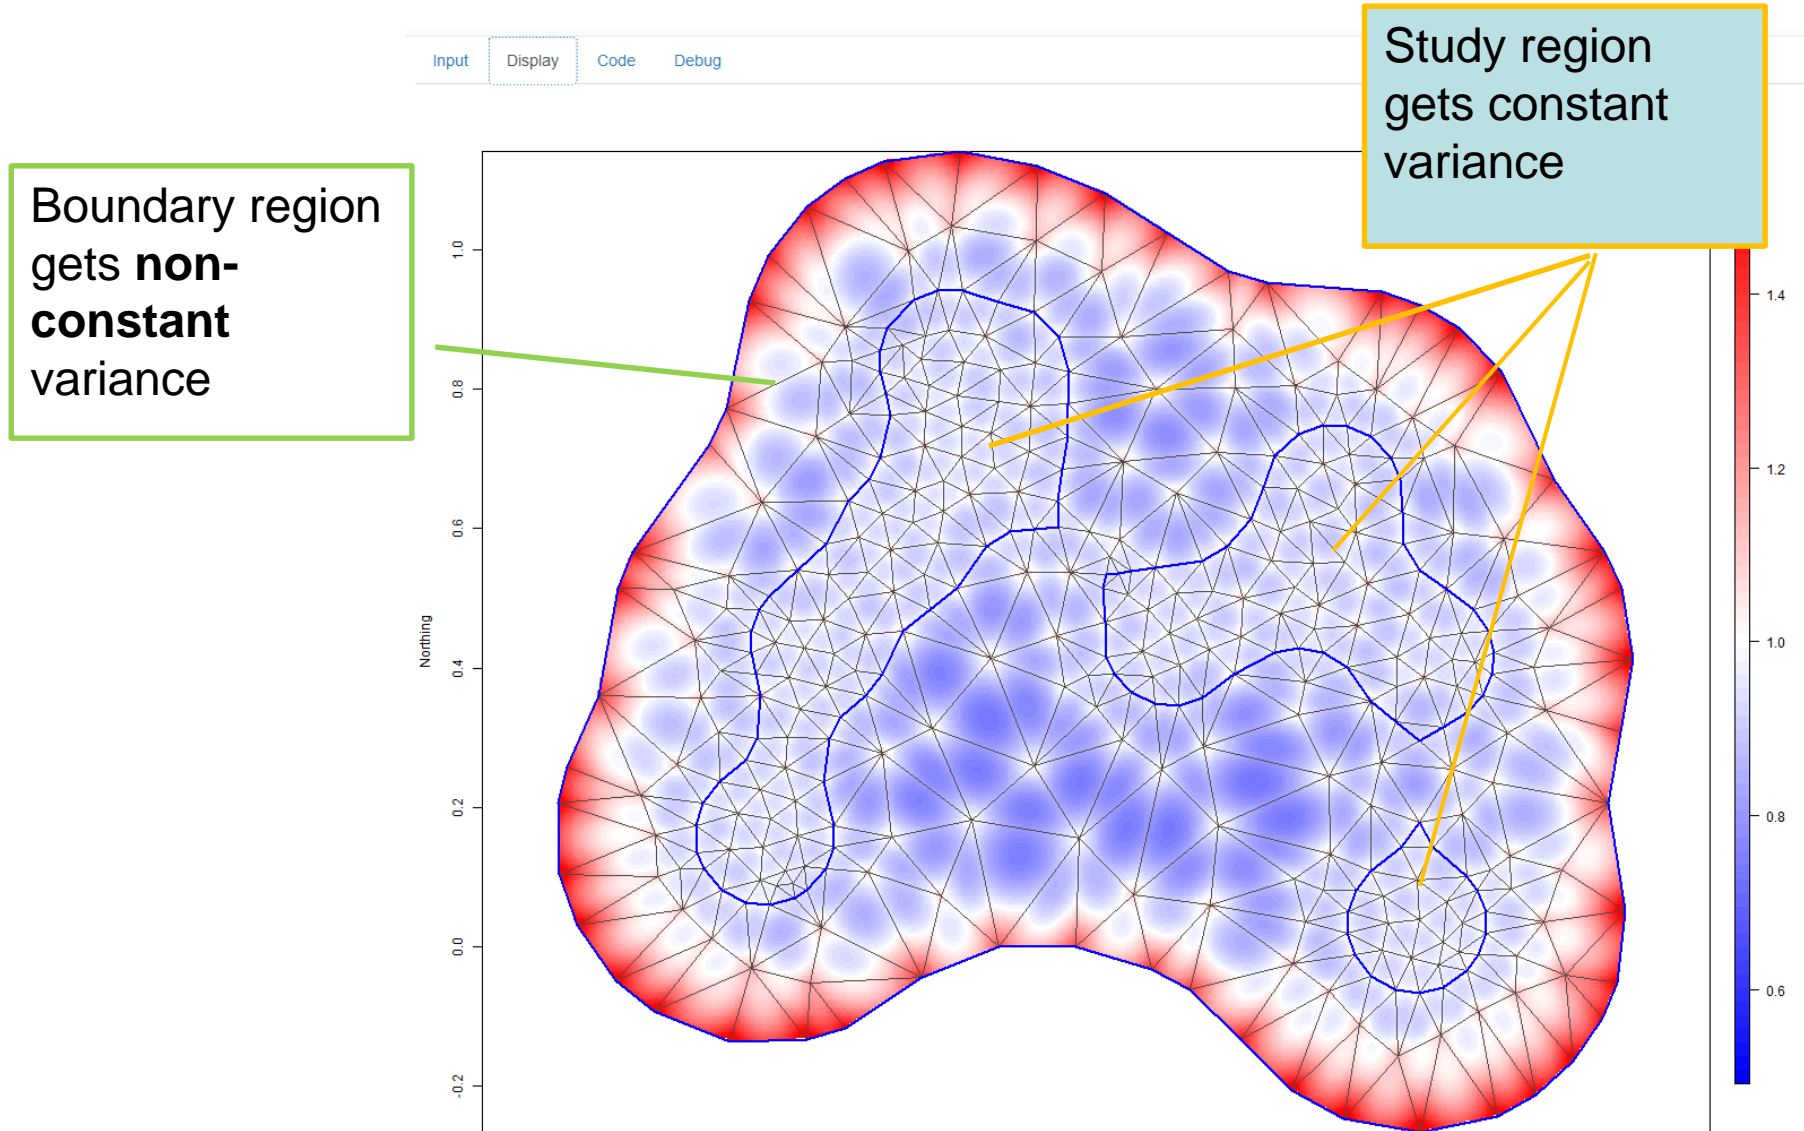 Input Display Code Debug
Study region
gets constant
variance
Boundary region
gets non-
constant
variance
Northing
1.0
0.8
0.6
0.4
0.2
0.0
-0.2
1.4
1.2
1.0
0.8
0.6